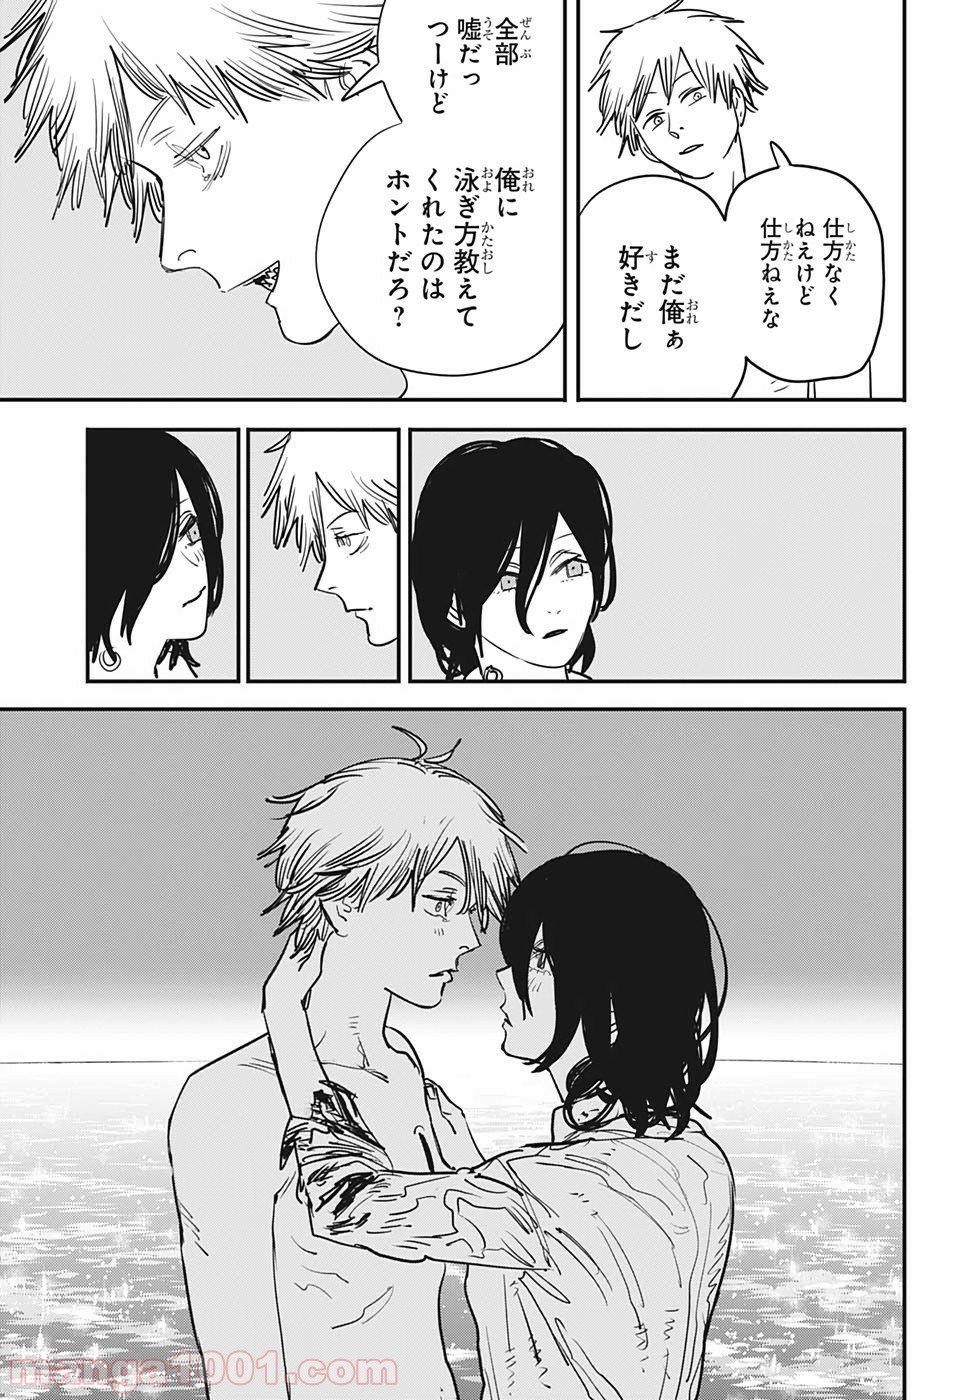 仕方なく
ねえけど
仕方ねえな
まだ俺ぁ
好きだし
全部
嘘だっ
つーけど
俺に
泳ぎ方教えて
くれたのは
ホントだろ？
manga1001.com